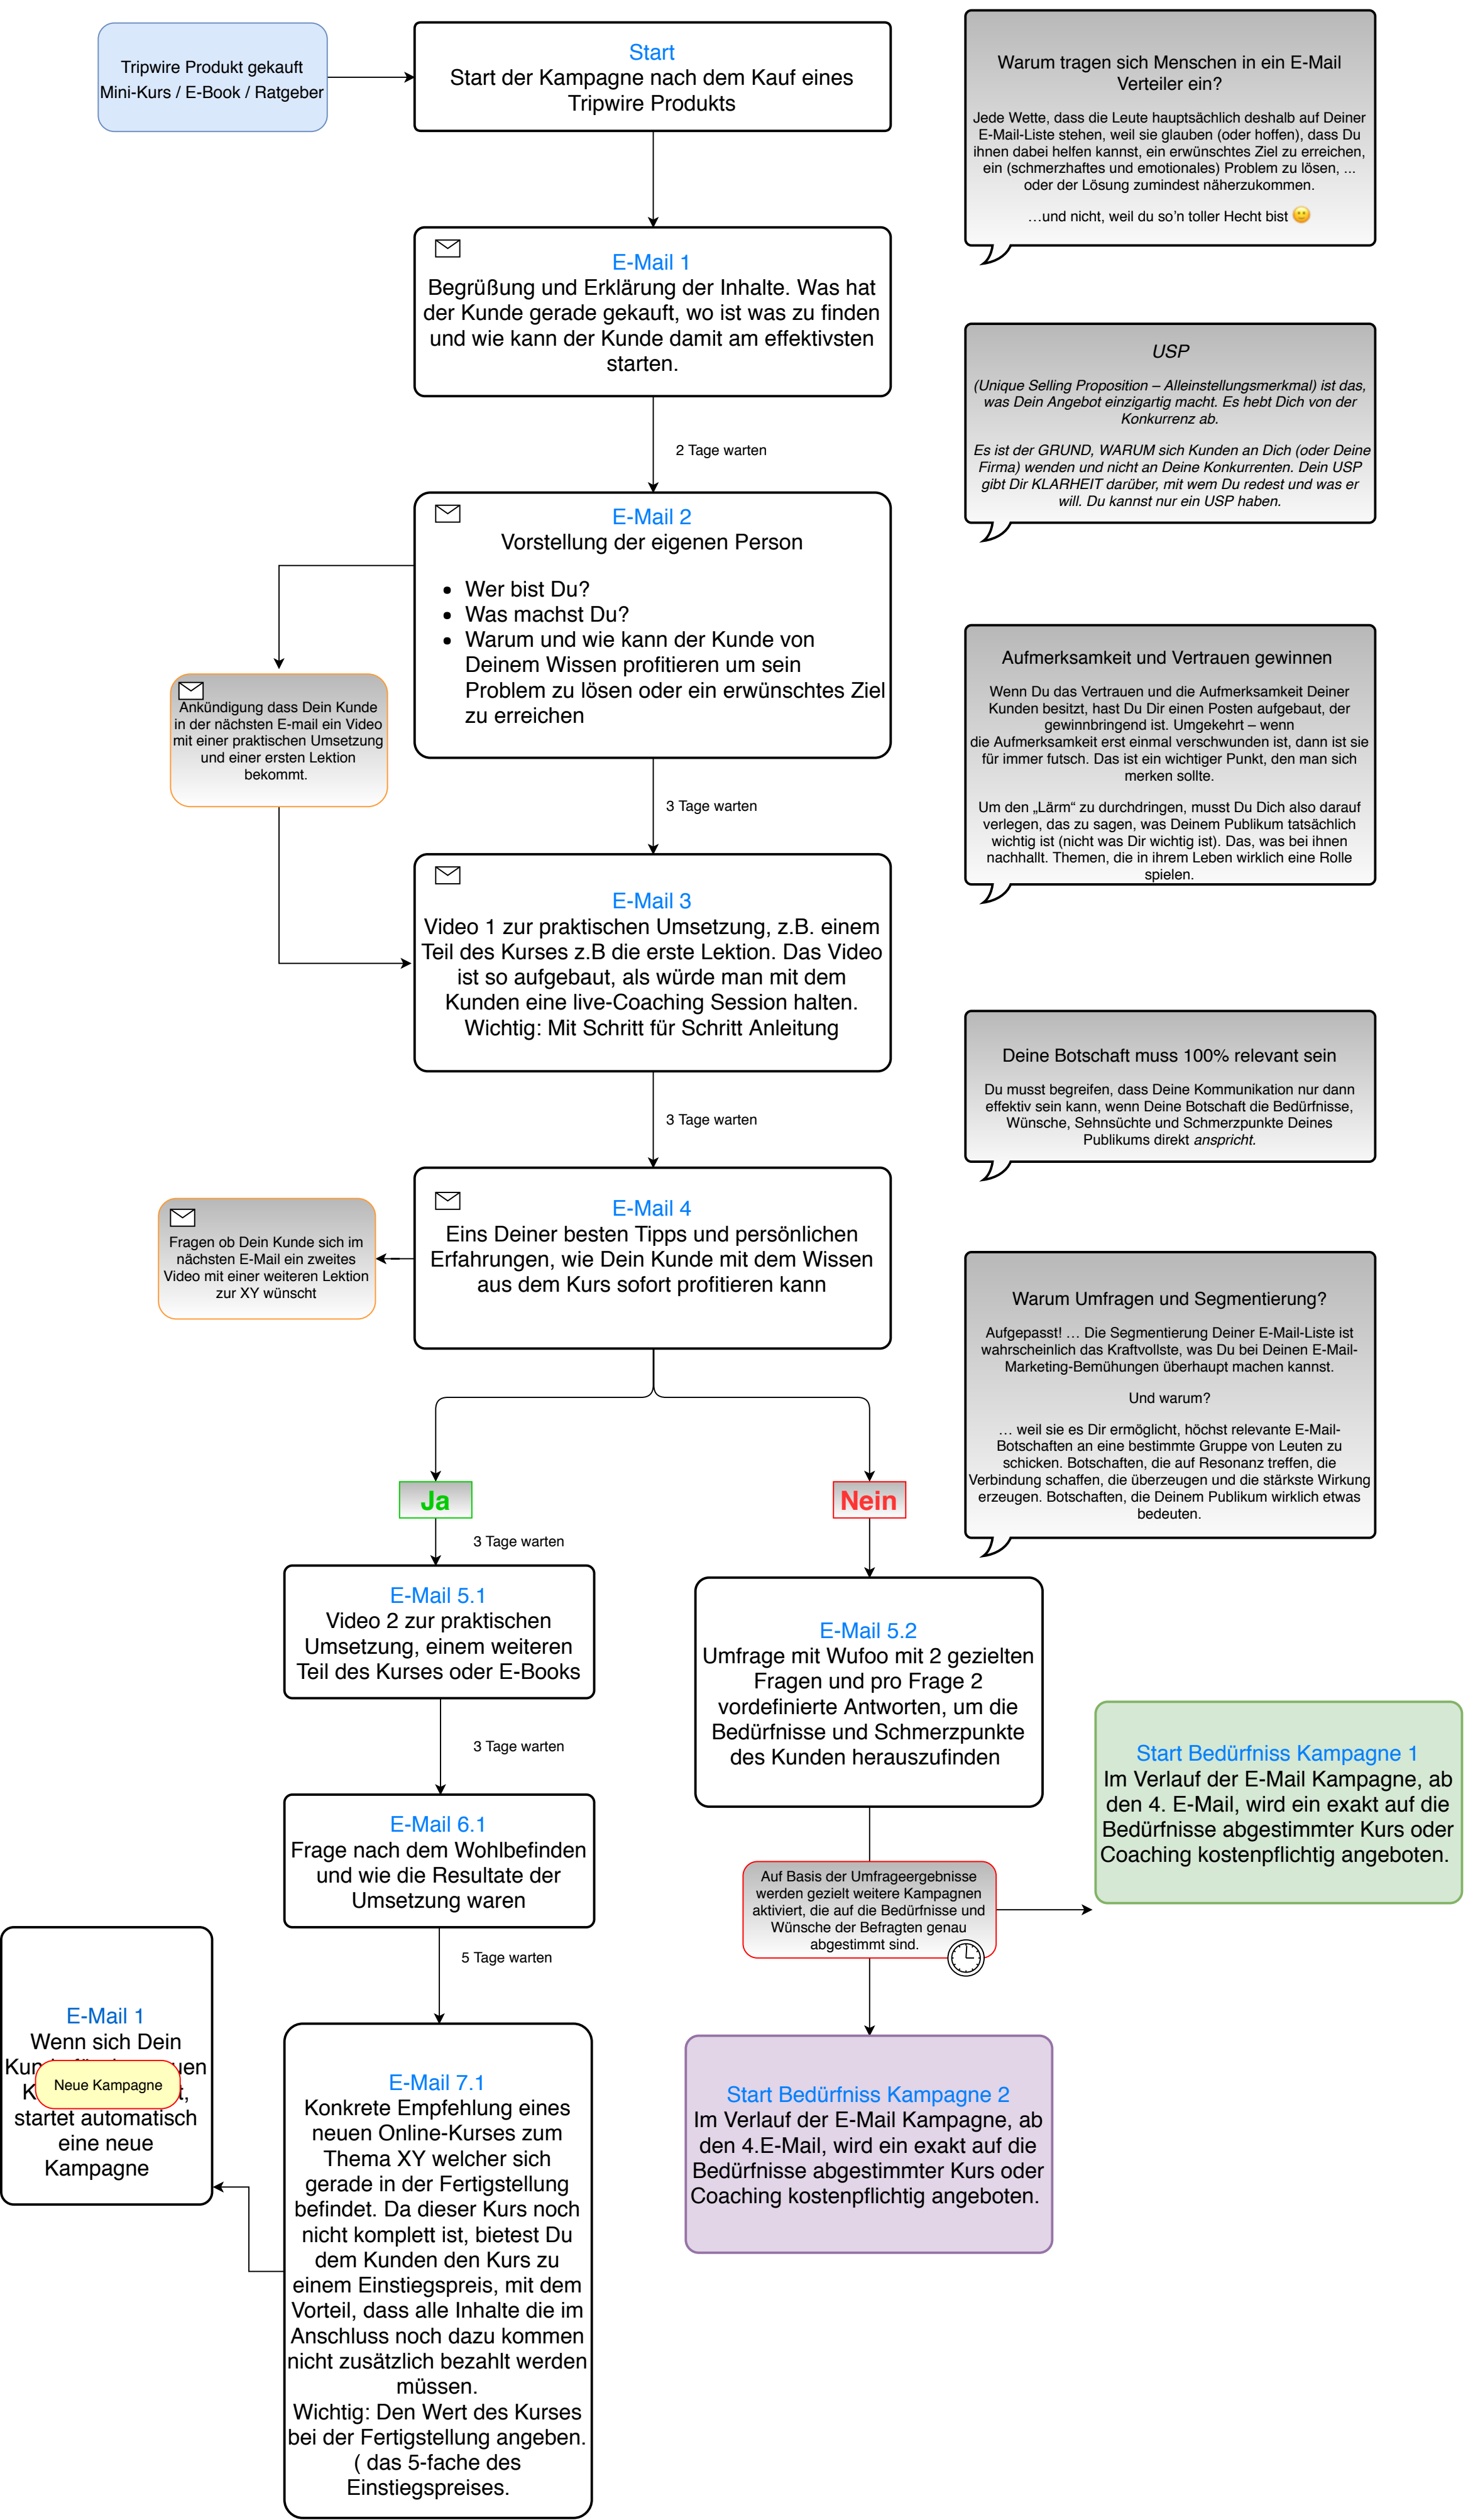 Tripwire Produkt gekauft
Mini-Kurs / E-Book / Ratgeber
Start
Start der Kampagne nach dem Kauf eines
Tripwire Produkts
Warum tragen sich Menschen in ein E-Mail
Verteiler ein?
Jede Wette, dass die Leute hauptsächlich deshalb auf Deiner
E-Mail-Liste stehen, weil sie glauben (oder hoffen), dass Du
ihnen dabei helfen kannst, ein erwünschtes Ziel zu erreichen,
ein (schmerzhaftes und emotionales) Problem zu lösen, ...
oder der Lösung zumindest näherzukommen.
…und nicht, weil du so’n toller Hecht bist 🙂
E-Mail 1
Begrüßung und Erklärung der Inhalte. Was hat
der Kunde gerade gekauft, wo ist was zu finden
und wie kann der Kunde damit am effektivsten
starten.
USP
(Unique Selling Proposition – Alleinstellungsmerkmal) ist das,
was Dein Angebot einzigartig macht. Es hebt Dich von der
Konkurrenz ab.
Es ist der GRUND, WARUM sich Kunden an Dich (oder Deine
Firma) wenden und nicht an Deine Konkurrenten. Dein USP
gibt Dir KLARHEIT darüber, mit wem Du redest und was er
will. Du kannst nur ein USP haben.
2 Tage warten
E-Mail 2
Vorstellung der eigenen Person
• Wer bist Du?
• Was machst Du?
• Warum und wie kann der Kunde von
Deinem Wissen profitieren um sein
Problem zu lösen oder ein erwünschtes Ziel
zu erreichen
Ankündigung dass Dein Kunde
in der nächsten E-mail ein Video
mit einer praktischen Umsetzung
und einer ersten Lektion
bekommt.
Aufmerksamkeit und Vertrauen gewinnen
Wenn Du das Vertrauen und die Aufmerksamkeit Deiner
Kunden besitzt, hast Du Dir einen Posten aufgebaut, der
gewinnbringend ist. Umgekehrt – wenn
die Aufmerksamkeit erst einmal verschwunden ist, dann ist sie
für immer futsch. Das ist ein wichtiger Punkt, den man sich
merken sollte.
Um den „Lärm“ zu durchdringen, musst Du Dich also darauf
verlegen, das zu sagen, was Deinem Publikum tatsächlich
wichtig ist (nicht was Dir wichtig ist). Das, was bei ihnen
nachhallt. Themen, die in ihrem Leben wirklich eine Rolle
spielen.
3 Tage warten
E-Mail 3
Video 1 zur praktischen Umsetzung, z.B. einem
Teil des Kurses z.B die erste Lektion. Das Video
ist so aufgebaut, als würde man mit dem
Kunden eine live-Coaching Session halten.
Wichtig: Mit Schritt für Schritt Anleitung
Deine Botschaft muss 100% relevant sein
Du musst begreifen, dass Deine Kommunikation nur dann
effektiv sein kann, wenn Deine Botschaft die Bedürfnisse,
Wünsche, Sehnsüchte und Schmerzpunkte Deines
Publikums direkt anspricht.
3 Tage warten
E-Mail 4
Eins Deiner besten Tipps und persönlichen
Erfahrungen, wie Dein Kunde mit dem Wissen
aus dem Kurs sofort profitieren kann
Fragen ob Dein Kunde sich im
nächsten E-Mail ein zweites
Video mit einer weiteren Lektion
zur XY wünscht
Warum Umfragen und Segmentierung?
Aufgepasst! … Die Segmentierung Deiner E-Mail-Liste ist
wahrscheinlich das Kraftvollste, was Du bei Deinen E-Mail-
Marketing-Bemühungen überhaupt machen kannst.
Und warum?
… weil sie es Dir ermöglicht, höchst relevante E-Mail-
Botschaften an eine bestimmte Gruppe von Leuten zu
schicken. Botschaften, die auf Resonanz treffen, die
Verbindung schaffen, die überzeugen und die stärkste Wirkung
erzeugen. Botschaften, die Deinem Publikum wirklich etwas
bedeuten.
Ja
Nein
3 Tage warten
E-Mail 5.1
Video 2 zur praktischen
Umsetzung, einem weiteren
Teil des Kurses oder E-Books
E-Mail 5.2
Umfrage mit Wufoo mit 2 gezielten
Fragen und pro Frage 2
vordefinierte Antworten, um die
Bedürfnisse und Schmerzpunkte
des Kunden herauszufinden
3 Tage warten
Start Bedürfniss Kampagne 1
Im Verlauf der E-Mail Kampagne, ab
den 4. E-Mail, wird ein exakt auf die
Bedürfnisse abgestimmter Kurs oder
Coaching kostenpflichtig angeboten.
E-Mail 6.1
Frage nach dem Wohlbefinden
und wie die Resultate der
Umsetzung waren
Auf Basis der Umfrageergebnisse
werden gezielt weitere Kampagnen
aktiviert, die auf die Bedürfnisse und
Wünsche der Befragten genau
abgestimmt sind.
5 Tage warten
E-Mail 1
Wenn sich Dein
Neue Kampagne
startet automatisch
eine neue
Kampagne
E-Mail 7.1
Konkrete Empfehlung eines
neuen Online-Kurses zum
Thema XY welcher sich
gerade in der Fertigstellung
befindet. Da dieser Kurs noch
nicht komplett ist, bietest Du
dem Kunden den Kurs zu
einem Einstiegspreis, mit dem
Vorteil, dass alle Inhalte die im
Anschluss noch dazu kommen
nicht zusätzlich bezahlt werden
müssen.
Wichtig: Den Wert des Kurses
bei der Fertigstellung angeben.
( das 5-fache des
Einstiegspreises.
Start Bedürfniss Kampagne 2
Im Verlauf der E-Mail Kampagne, ab
den 4.E-Mail, wird ein exakt auf die
Bedürfnisse abgestimmter Kurs oder
Coaching kostenpflichtig angeboten.